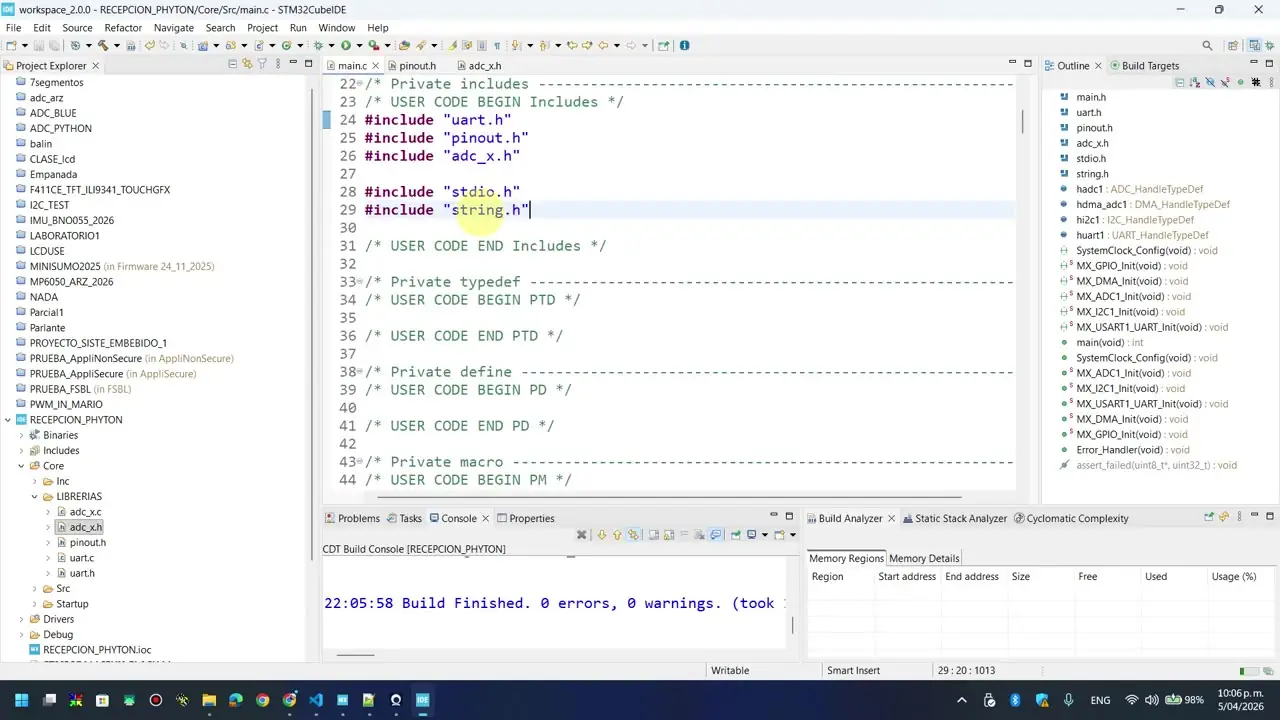 workspace_2.0.0 - RECEPCION_PHYTON/Core/Src/main.c - STM32CubeIDE
File Edit Source Refactor Navigate Search Project Run Window Help
Project Explorer
7segmentos
adc_arz
ADC_BLUE
ADC_PYTHON
balin
CLASE_lcd
Empanada
F411CE_TFT_ILI9341_TOUCHGFX
I2C_TEST
IMU_BNO055_2026
LABORATORIO1
LCDUSE
MINISUMO2025 (in Firmware 24_11_2025)
MP6050_ARZ_2026
NADA
Parcial1
Parlante
PROYECTO_SISTE_EMBEBIDO_1
PRUEBA_AppliNonSecure (in AppliNonSecure)
PRUEBA_AppliSecure (in AppliSecure)
PRUEBA_FSBL (in FSBL)
PWM_IN_MARIO
RECEPCION_PHYTON
Binaries
Includes
Core
Inc
LIBRERIAS
adc_x.c
adc_x.h
pinout.h
uart.c
uart.h
Src
Startup
Drivers
Debug
RECEPCION_PHYTON.ioc
main.c pinout.h adc_x.h
22 /* Private includes ----------------------------------------------------------
23 /* USER CODE BEGIN Includes */
24 #include "uart.h"
25 #include "pinout.h"
26 #include "adc_x.h"
27
28 #include "stdio.h"
29 #include "string.h"
30
31 /* USER CODE END Includes */
32
33 /* Private typedef -----------------------------------------------------------
34 /* USER CODE BEGIN PTD */
35
36 /* USER CODE END PTD */
37
38 /* Private define ------------------------------------------------------------
39 /* USER CODE BEGIN PD */
40
41 /* USER CODE END PD */
42
43 /* Private macro -------------------------------------------------------------
44 /* USER CODE BEGIN PM */
Outline Build Targets
main.h
uart.h
pinout.h
adc_x.h
stdio.h
string.h
hadc1 : ADC_HandleTypeDef
hdma_adc1 : DMA_HandleTypeDef
hi2c1 : I2C_HandleTypeDef
huart1 : UART_HandleTypeDef
SystemClock_Config(void) : void
MX_GPIO_Init(void) : void
MX_DMA_Init(void) : void
MX_ADC1_Init(void) : void
MX_I2C1_Init(void) : void
MX_USART1_UART_Init(void) : void
main(void) : int
SystemClock_Config(void) : void
MX_ADC1_Init(void) : void
MX_I2C1_Init(void) : void
MX_USART1_UART_Init(void) : void
MX_DMA_Init(void) : void
MX_GPIO_Init(void) : void
Error_Handler(void) : void
assert_failed(uint8_t*, uint32_t) : void
Problems Tasks Console Properties
CDT Build Console [RECEPCION_PHYTON]
22:05:58 Build Finished. 0 errors, 0 warnings. (took
Build Analyzer Static Stack Analyzer Cyclomatic Complexity
Memory Regions Memory Details
Region Start address End address Size Free Used Usage (%)
Writable Smart Insert 29 : 20 : 1013
IDE ENG 98% 10:06 p.m.
5/04/2026